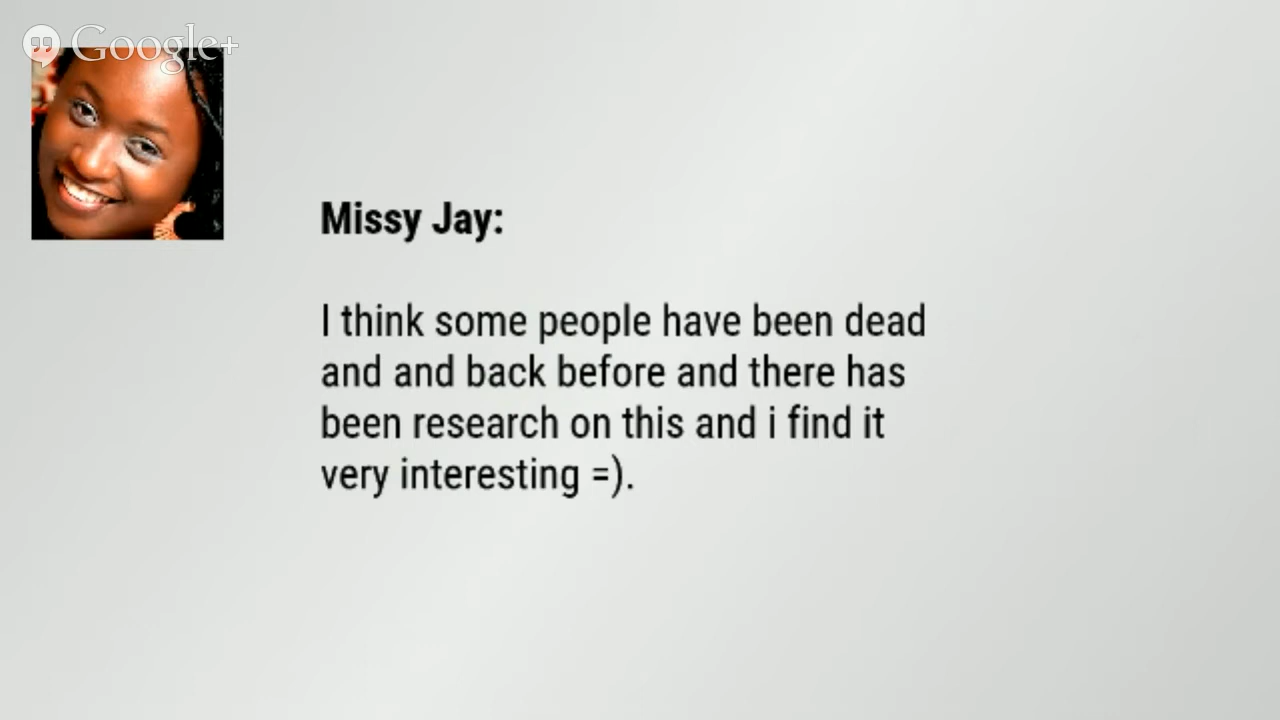 Google+
Missy Jay:
I think some people have been dead
and and back before and there has
been research on this and i find it
very interesting =).